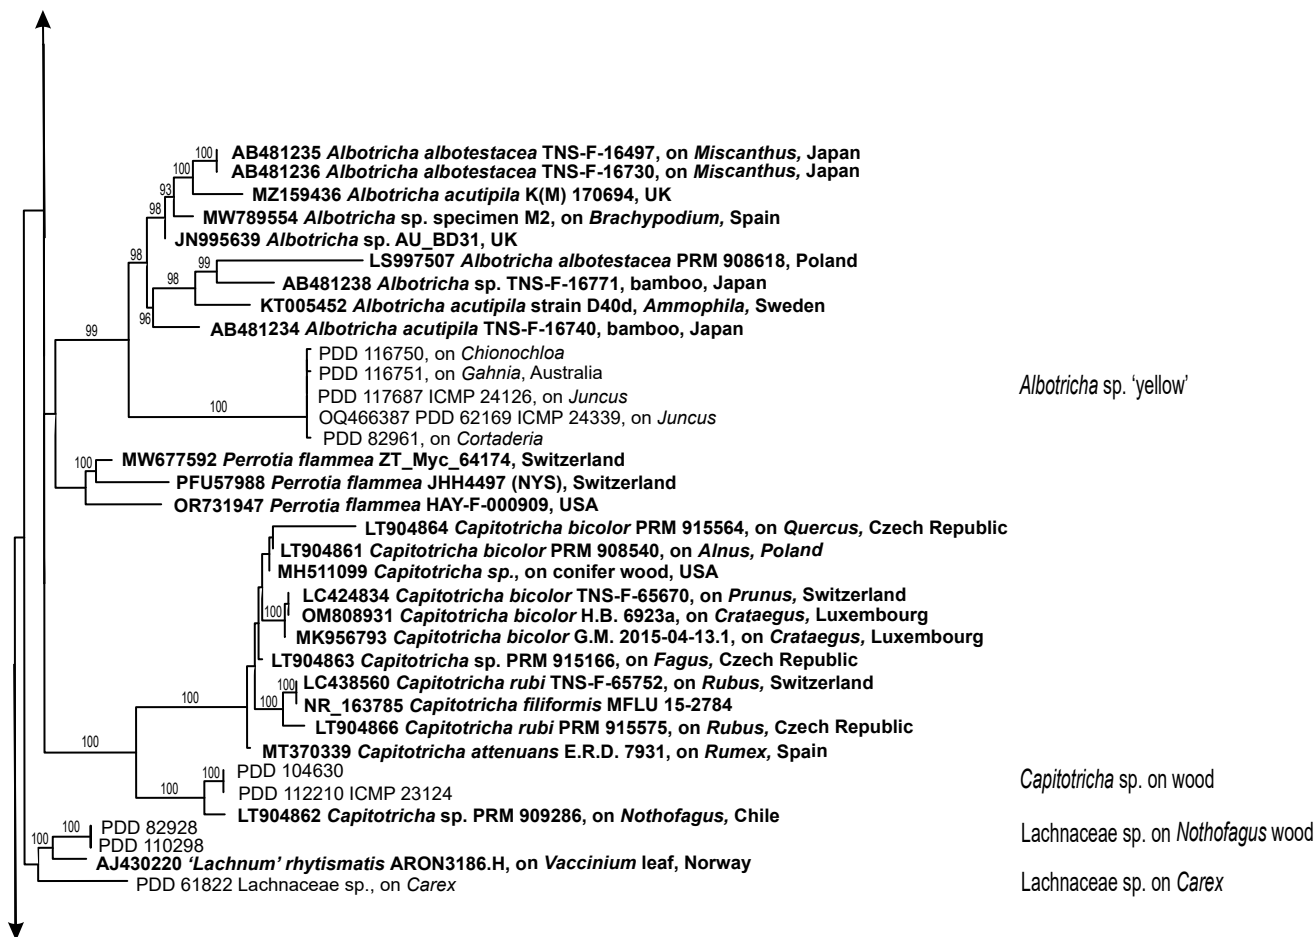 100
AB481235 Albotricha albotestacea TNS-F-16497, on Miscanthus, Japan
100
AB481236 Albotricha albotestacea TNS-F-16730, on Miscanthus, Japan
93
MZ159436 Albotricha acutipila K(M) 170694, UK
98
MW789554 Albotricha sp. specimen M2, on Brachypodium, Spain
JN995639 Albotricha sp. AU_BD31, UK
98
99
LS997507 Albotricha albotestacea PRM 908618, Poland
98
AB481238 Albotricha sp. TNS-F-16771, bamboo, Japan
KT005452 Albotricha acutipila strain D40d, Ammophila, Sweden
96
AB481234 Albotricha acutipila TNS-F-16740, bamboo, Japan
99
PDD 116750, on Chionochloa
PDD 116751, on Gahnia, Australia
Albotricha sp. ‘yellow’
PDD 117687 ICMP 24126, on Juncus
100
OQ466387 PDD 62169 ICMP 24339, on Juncus
PDD 82961, on Cortaderia
100
MW677592 Perrotia flammea ZT_Myc_64174, Switzerland
PFU57988 Perrotia flammea JHH4497 (NYS), Switzerland
OR731947 Perrotia flammea HAY-F-000909, USA
LT904864 Capitotricha bicolor PRM 915564, on Quercus, Czech Republic
LT904861 Capitotricha bicolor PRM 908540, on Alnus, Poland
MH511099 Capitotricha sp., on conifer wood, USA
LC424834 Capitotricha bicolor TNS-F-65670, on Prunus, Switzerland
100
OM808931 Capitotricha bicolor H.B. 6923a, on Crataegus, Luxembourg
MK956793 Capitotricha bicolor G.M. 2015-04-13.1, on Crataegus, Luxembourg
LT904863 Capitotricha sp. PRM 915166, on Fagus, Czech Republic
100
LC438560 Capitotricha rubi TNS-F-65752, on Rubus, Switzerland
100
100
NR_163785 Capitotricha filiformis MFLU 15-2784
LT904866 Capitotricha rubi PRM 915575, on Rubus, Czech Republic
100
MT370339 Capitotricha attenuans E.R.D. 7931, on Rumex, Spain
100
PDD 104630
Capitotricha sp. on wood
100
PDD 112210 ICMP 23124
LT904862 Capitotricha sp. PRM 909286, on Nothofagus, Chile
100
PDD 82928
Lachnaceae sp. on Nothofagus wood
100
PDD 110298
AJ430220 'Lachnum' rhytismatis ARON3186.H, on Vaccinium leaf, Norway
PDD 61822 Lachnaceae sp., on Carex
Lachnaceae sp. on Carex